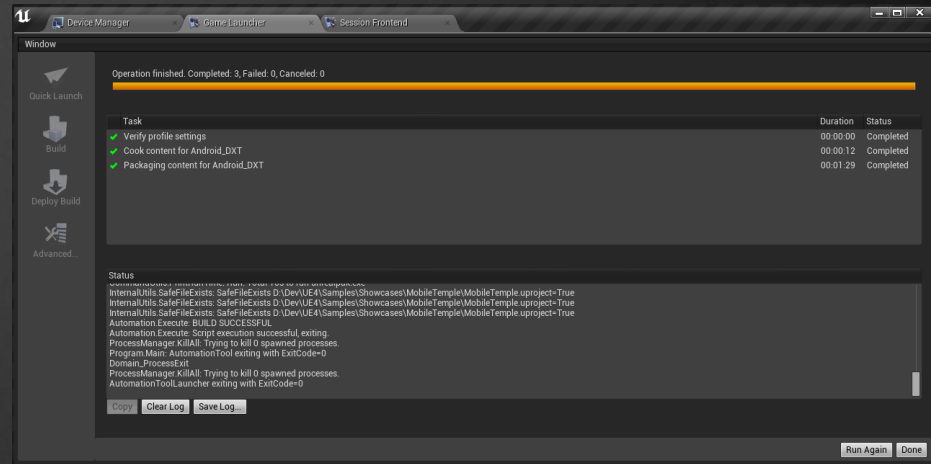 Device Manager
Game Launcher
Session Frontend
Window
Quick Launch
Build
Deploy Build
Advanced...
Operation finished. Completed: 3, Failed: 0, Canceled: 0
Task Duration Status
Verify profile settings 00:00:00 Completed
Cook content for Android_DXT 00:00:12 Completed
Packaging content for Android_DXT 00:01:29 Completed
Status
InternalUtils.SafeFileExists: SafeFileExists D:\Dev\UE4\Samples\Showcases\MobileTemple\MobileTemple.uproject=True
InternalUtils.SafeFileExists: SafeFileExists D:\Dev\UE4\Samples\Showcases\MobileTemple\MobileTemple.uproject=True
InternalUtils.SafeFileExists: SafeFileExists D:\Dev\UE4\Samples\Showcases\MobileTemple\MobileTemple.uproject=True
Automation.Execute: BUILD SUCCESSFUL
Automation.Execute: Script execution successful, exiting.
ProcessManager.KillAll: Trying to kill 0 spawned processes.
Program.Main: AutomationTool exiting with ExitCode=0
Domain_ProcessExit
ProcessManager.KillAll: Trying to kill 0 spawned processes.
AutomationToolLauncher exiting with ExitCode=0
Copy Clear Log Save Log...
Run Again Done